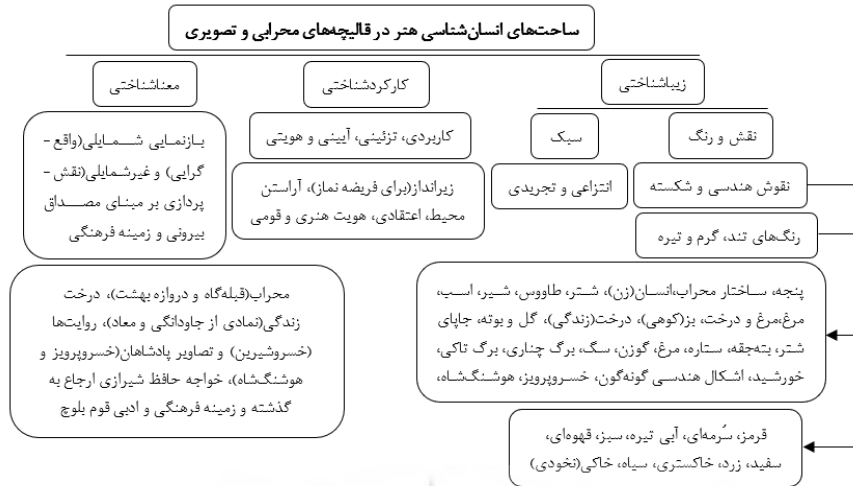 ساحت‌های انسان‌شناسی هنر در قالیچه‌های محرابی و تصویری
زیباشناختی
کارکردشناختی
معناشناختی
نقش و رنگ
سبک
کاربردی، تزئینی، آیینی و هویتی
بازنمایی شمایلی(واقع -
گرایی) و غیرشمایلی(نقش -
پردازی بر مبنای مصداق
بیرونی و زمینه فرهنگی
نقوش هندسی و شکسته
انتزاعی و تجریدی
زیرانداز(برای فریضه نماز)، آراستن
محیط، اعتقادی، هویت هنری و قومی
رنگ‌های تند، گرم و تیره
پنجه، ساختار محراب،انسان(زن)، شتر، طاووس، شیر، اسب،
مرغ،مرغ و درخت، بز(کوهی)، درخت(زندگی)، گل و بوته، جاپای
شتر، بته‌جقه، ستاره، مرغ، گوزن، سگ، برگ چناری، برگ تاکی،
خورشید، اشکال هندسی گونه‌گون، خسروپرویز، هوشنگ‌شاه،
محراب(قبله‌گاه و دروازه بهشت)، درخت
زندگی(نمادی از جاودانگی و معاد)، روایت‌ها
(خسروشیرین) و تصاویر پادشاهان(خسروپرویز و
هوشنگ‌شاه)، خواجه حافظ شیرازی ارجاع به
گذشته و زمینه فرهنگی و ادبی قوم بلوچ
قرمز، سُرمه‌ای، آبی تیره، سبز، قهوه‌ای،
سفید، زرد، خاکستری، سیاه، خاکی(نخودی)